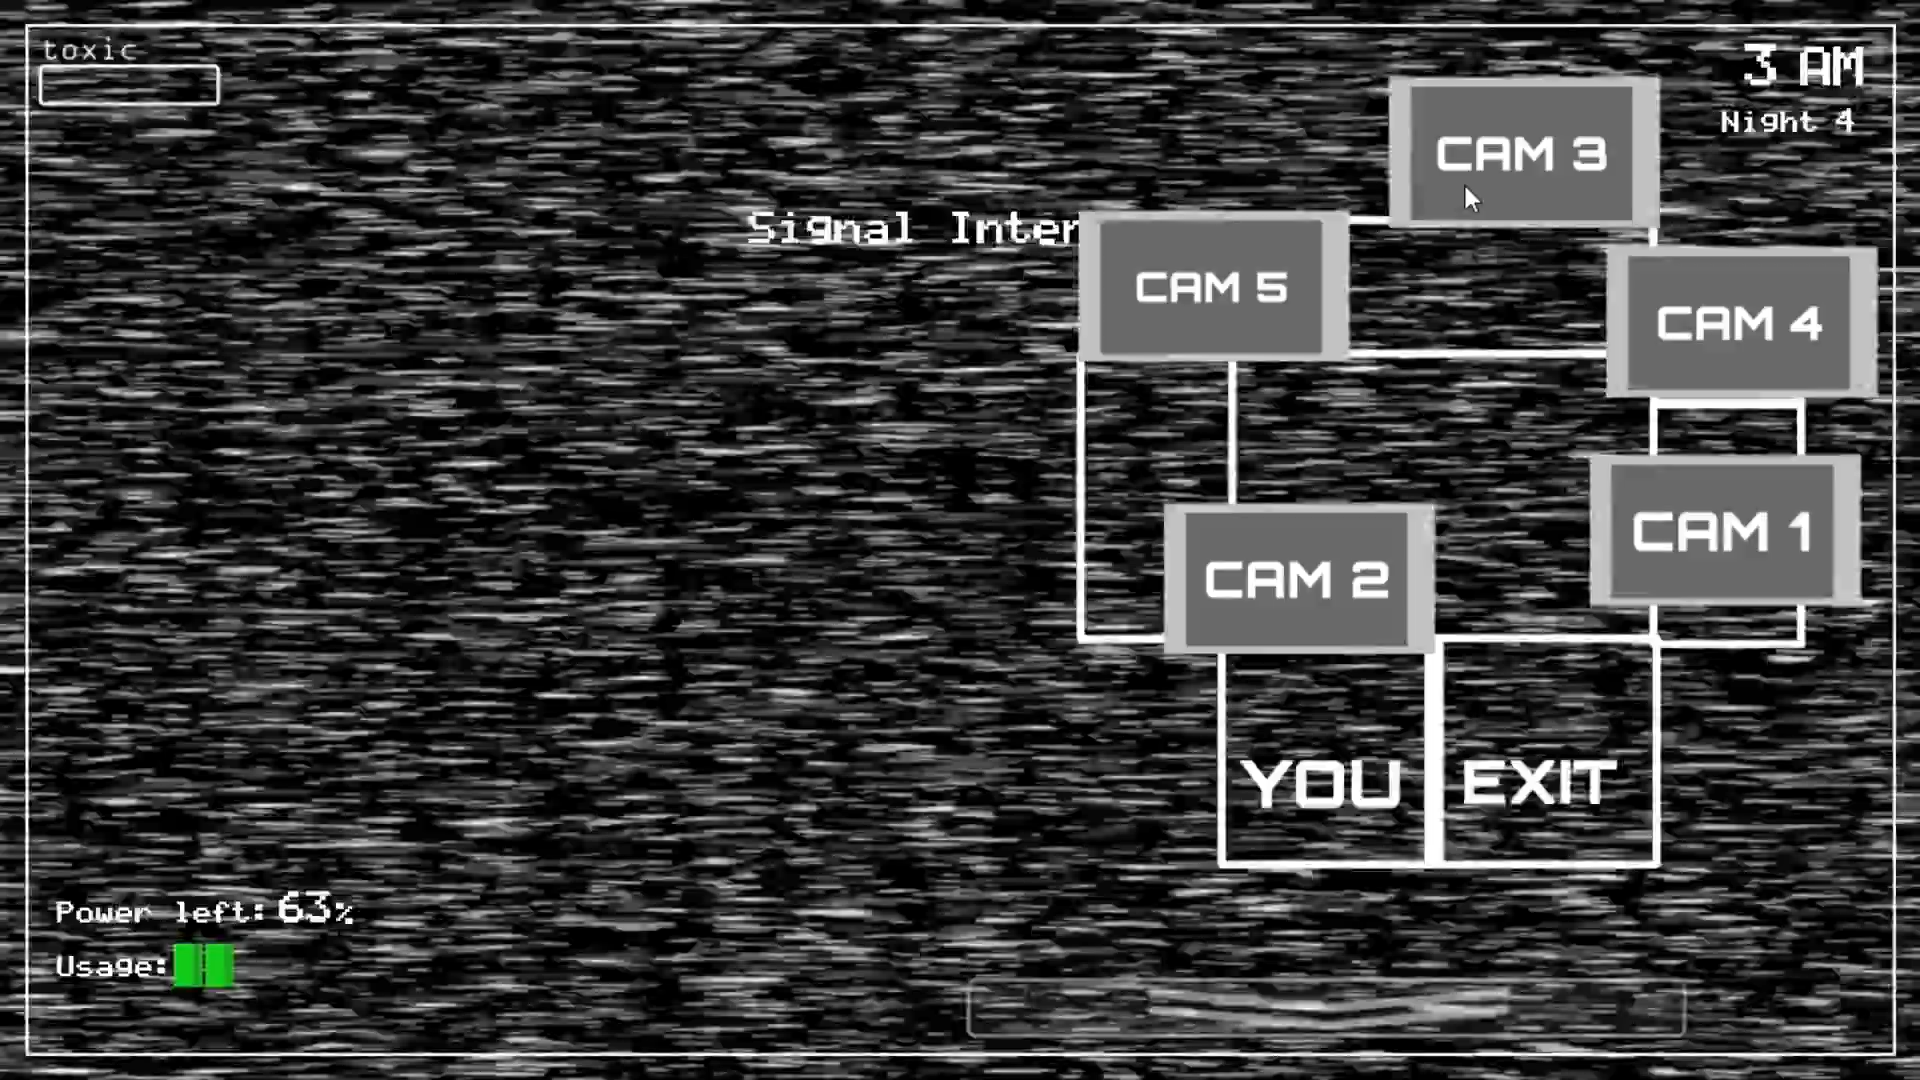 toxic
3 AM
Night 4
CAM 3
Signal Inter
CAM 5
CAM 4
CAM 1
CAM 2
YOU
EXIT
Power left: 63%
Usage: